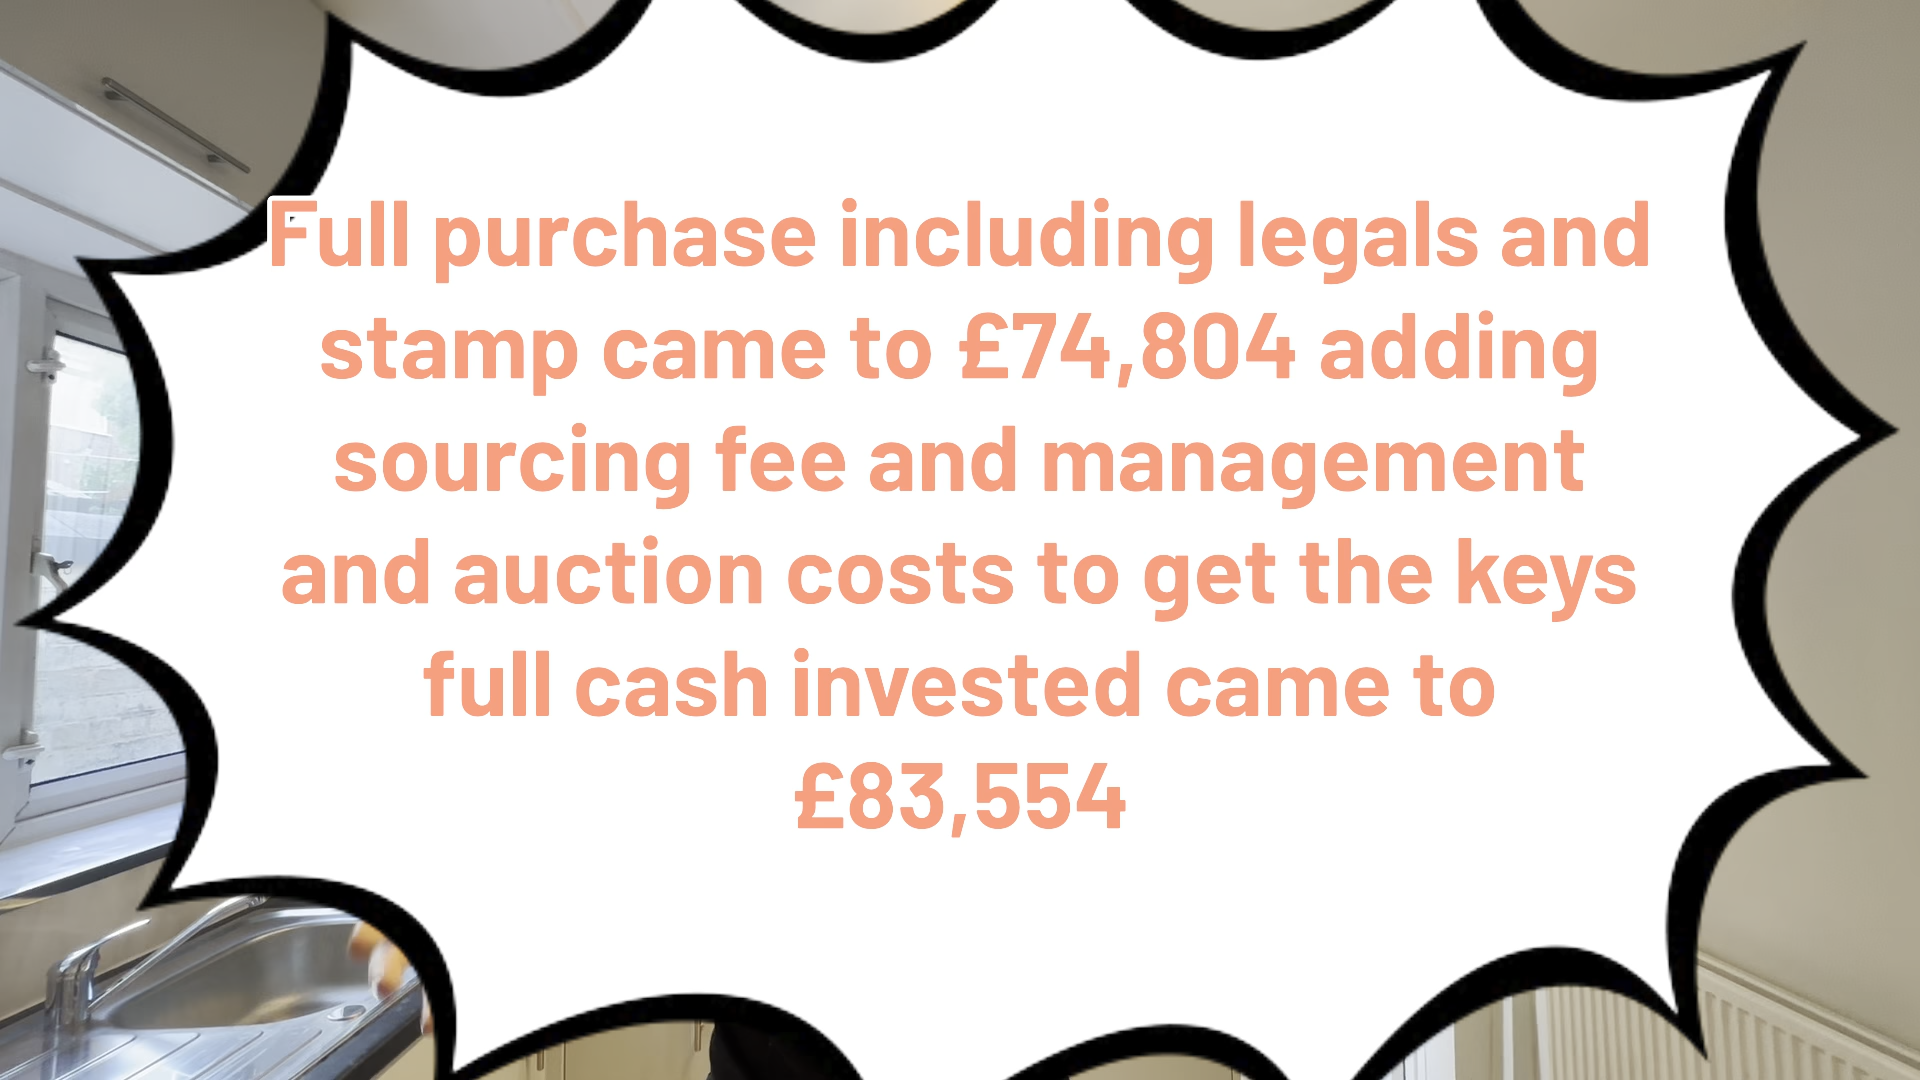 Full purchase including legals and
stamp came to £74,804 adding
sourcing fee and management
and auction costs to get the keys
full cash invested came to
£83,554